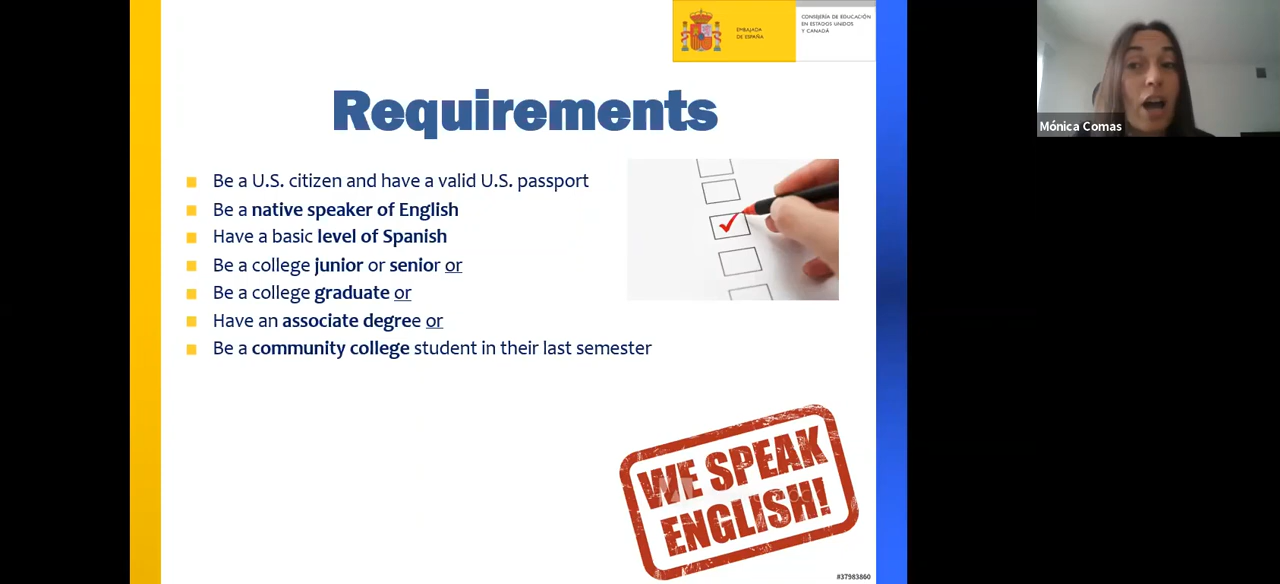 EMBAJADA
DE ESPAÑA
CONSEJERÍA DE EDUCACIÓN
EN ESTADOS UNIDOS
Y CANADÁ
Requirements
Be a U.S. citizen and have a valid U.S. passport
Be a native speaker of English
Have a basic level of Spanish
Be a college junior or senior or
Be a college graduate or
Have an associate degree or
Be a community college student in their last semester
WE SPEAK
ENGLISH!
#37983860
Mónica Comas